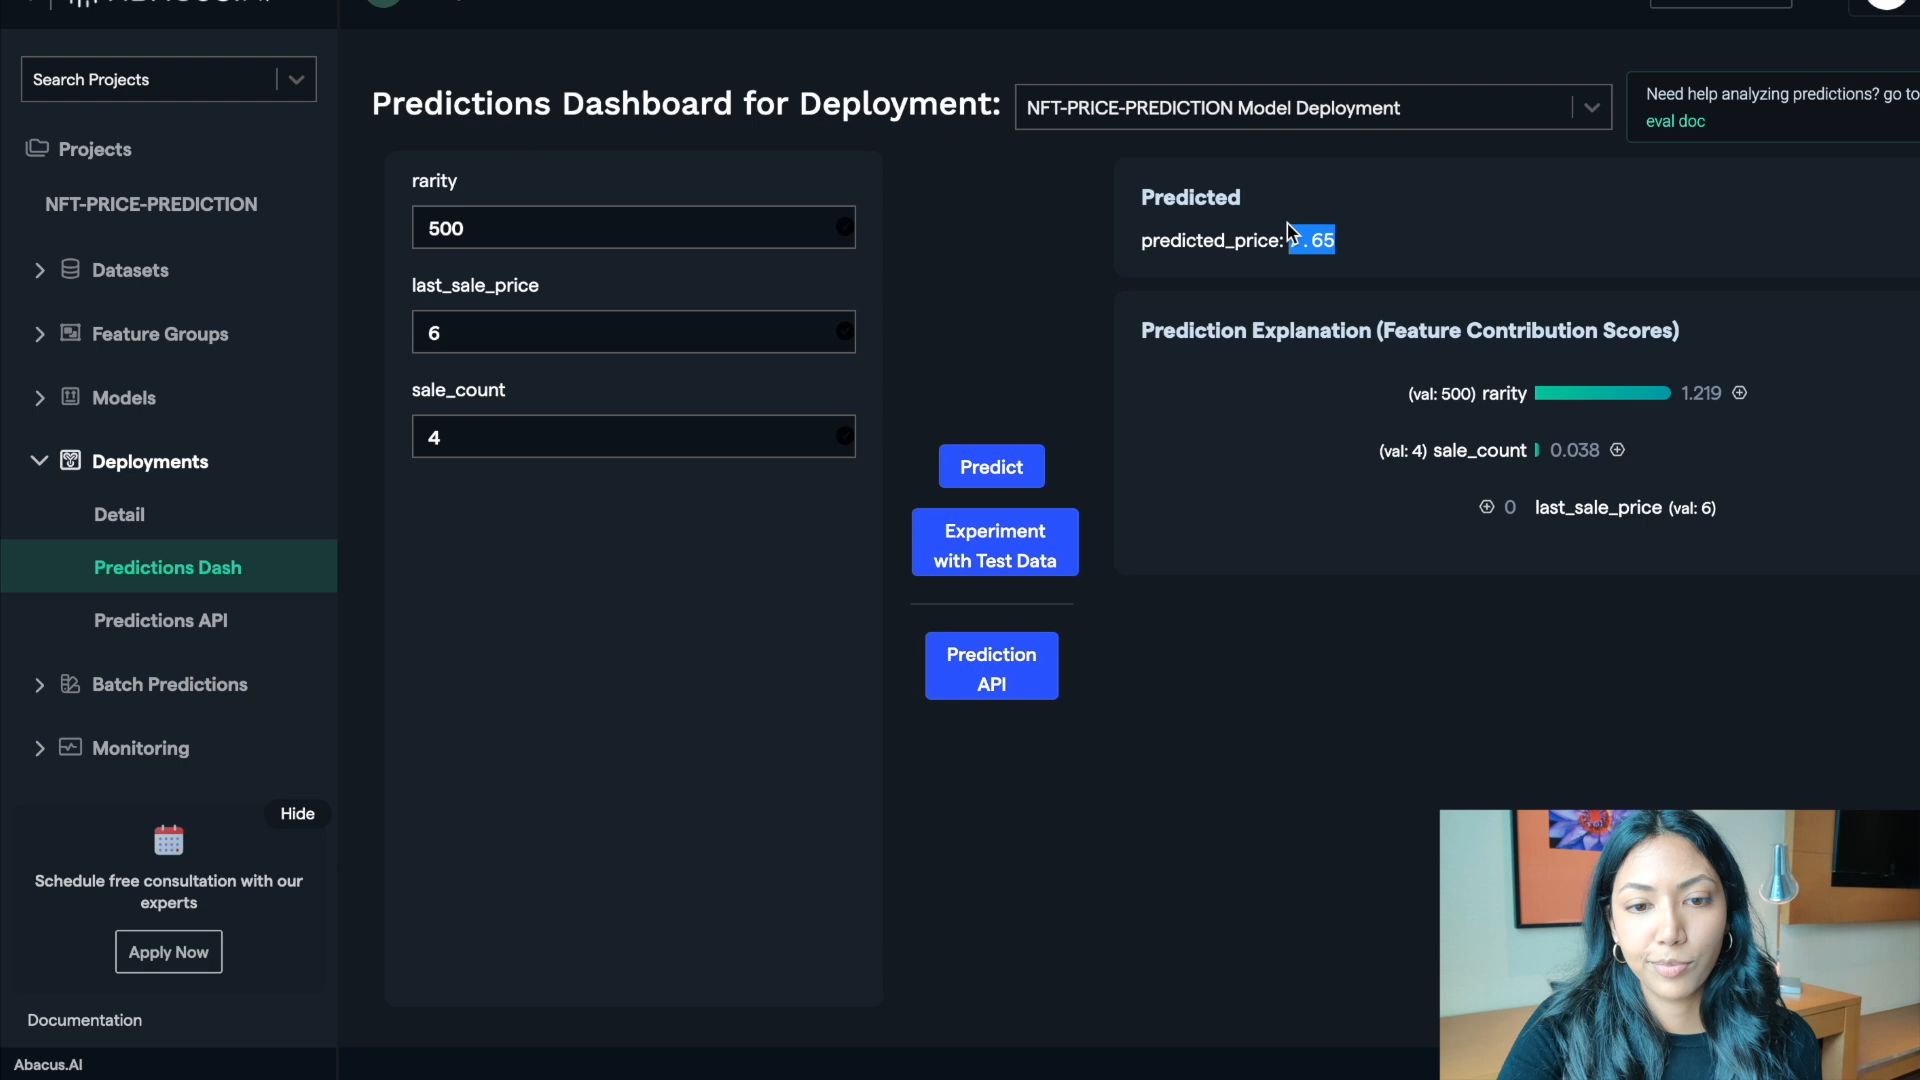 Search Projects
Projects
NFT-PRICE-PREDICTION
Datasets
Feature Groups
Models
Deployments
Detail
Predictions Dash
Predictions API
Batch Predictions
Monitoring
Hide
Schedule free consultation with our
experts
Apply Now
Documentation
Abacus.AI
Predictions Dashboard for Deployment:
NFT-PRICE-PREDICTION Model Deployment
Need help analyzing predictions? go to
eval doc
rarity
500
last_sale_price
6
sale_count
4
Predict
Experiment
with Test Data
Prediction
API
Predicted
predicted_price: .65
Prediction Explanation (Feature Contribution Scores)
(val: 500) rarity 1.219
(val: 4) sale_count 0.038
0 last_sale_price (val: 6)